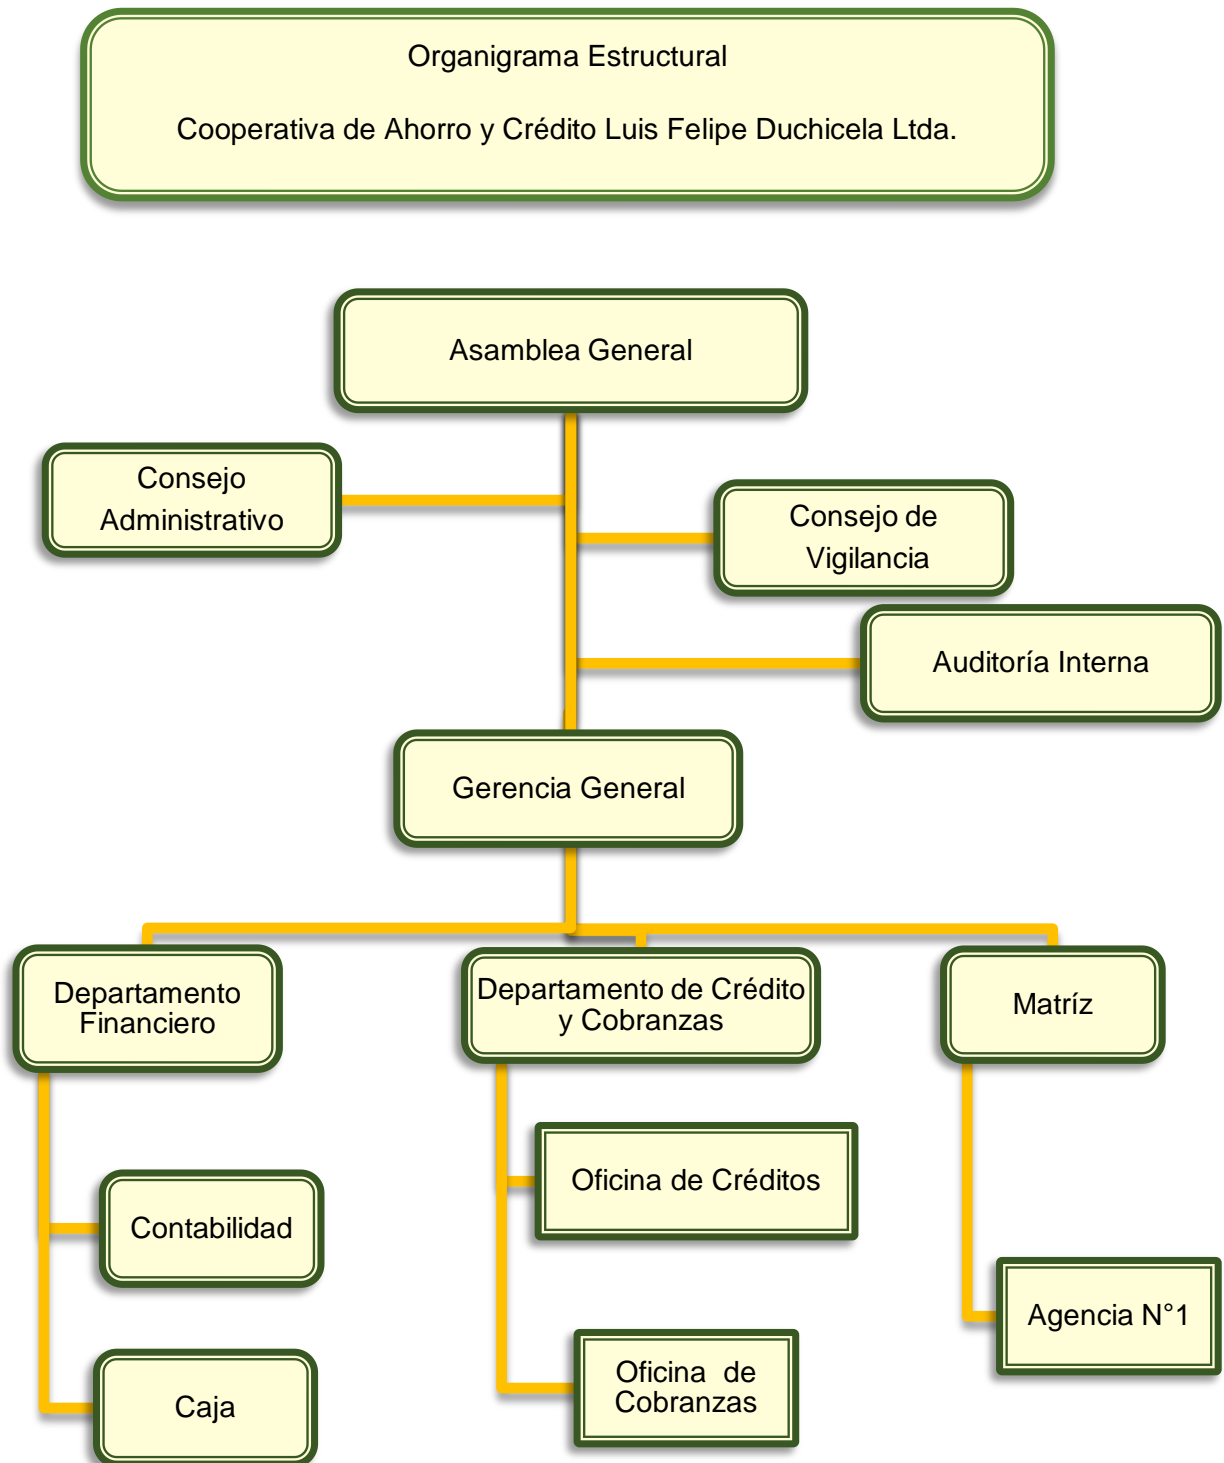 Organigrama Estructural
Cooperativa de Ahorro y Crédito Luis Felipe Duchicela Ltda.
Asamblea General
Consejo
Administrativo
Consejo de
Vigilancia
Auditoría Interna
Gerencia General
Departamento
Financiero
Departamento de Crédito
y Cobranzas
Matríz
Oficina de Créditos
Contabilidad
Agencia N°1
Oficina de
Cobranzas
Caja